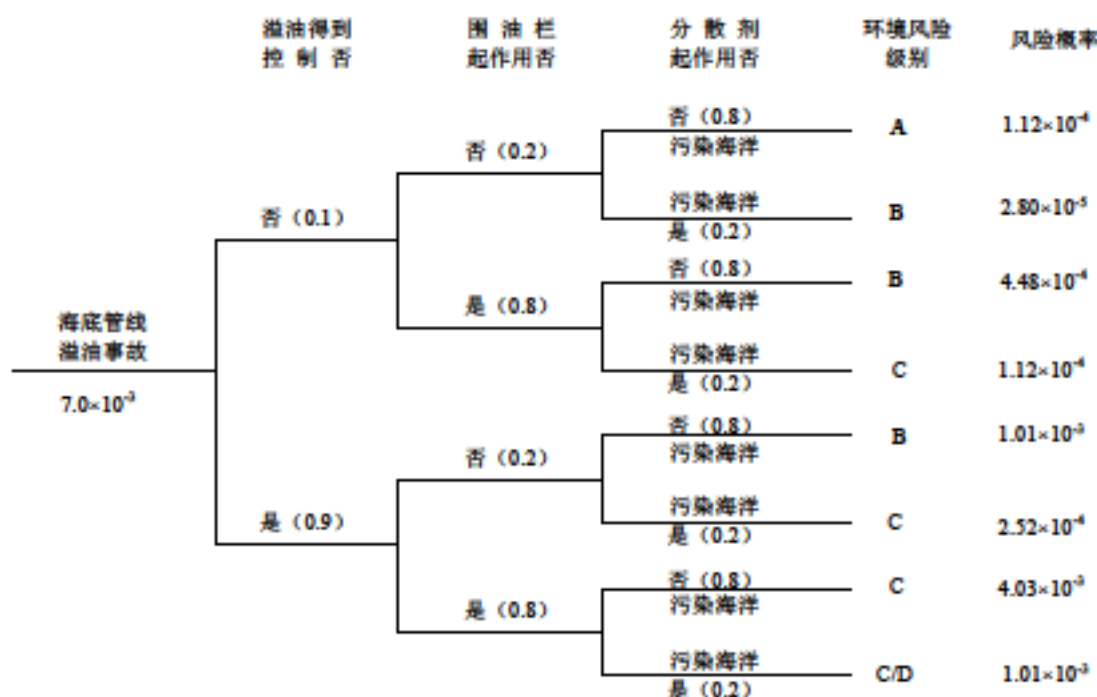 溢油得到
控 制 否
围 油 栏
起作用否
分 散 剂
起作用否
环境风险
级别
风险概率
否（0.8）
污染海洋
A
1.12×10⁻⁴
否（0.2）
污染海洋
是（0.2）
B
2.80×10⁻⁵
否（0.1）
否（0.8）
污染海洋
B
4.48×10⁻⁴
是（0.8）
污染海洋
是（0.2）
C
1.12×10⁻⁴
海底管线
溢油事故
7.0×10⁻³
否（0.8）
污染海洋
B
1.01×10⁻³
否（0.2）
污染海洋
是（0.2）
C
2.52×10⁻⁴
是（0.9）
否（0.8）
污染海洋
C
4.03×10⁻³
是（0.8）
污染海洋
是（0.2）
C/D
1.01×10⁻³